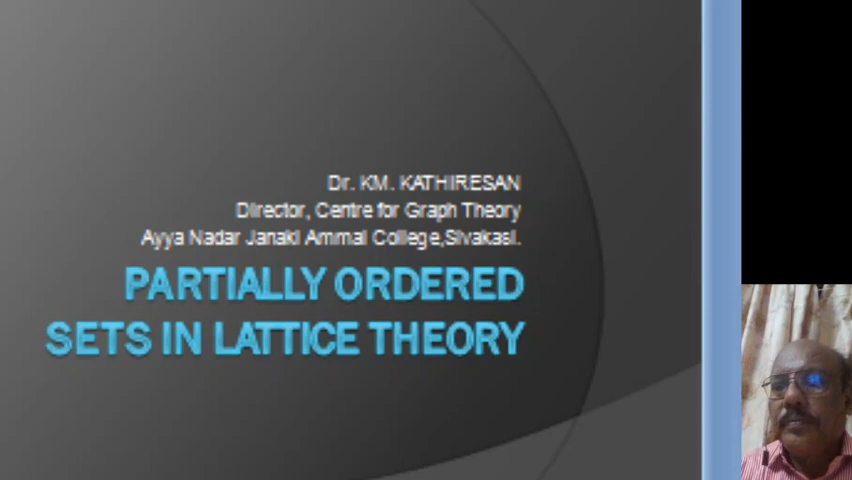 Dr. KM. KATHIRESAN
Director, Centre for Graph Theory
Ayya Nadar Janaki Ammal College,Sivakasi.
PARTIALLY ORDERED
SETS IN LATTICE THEORY